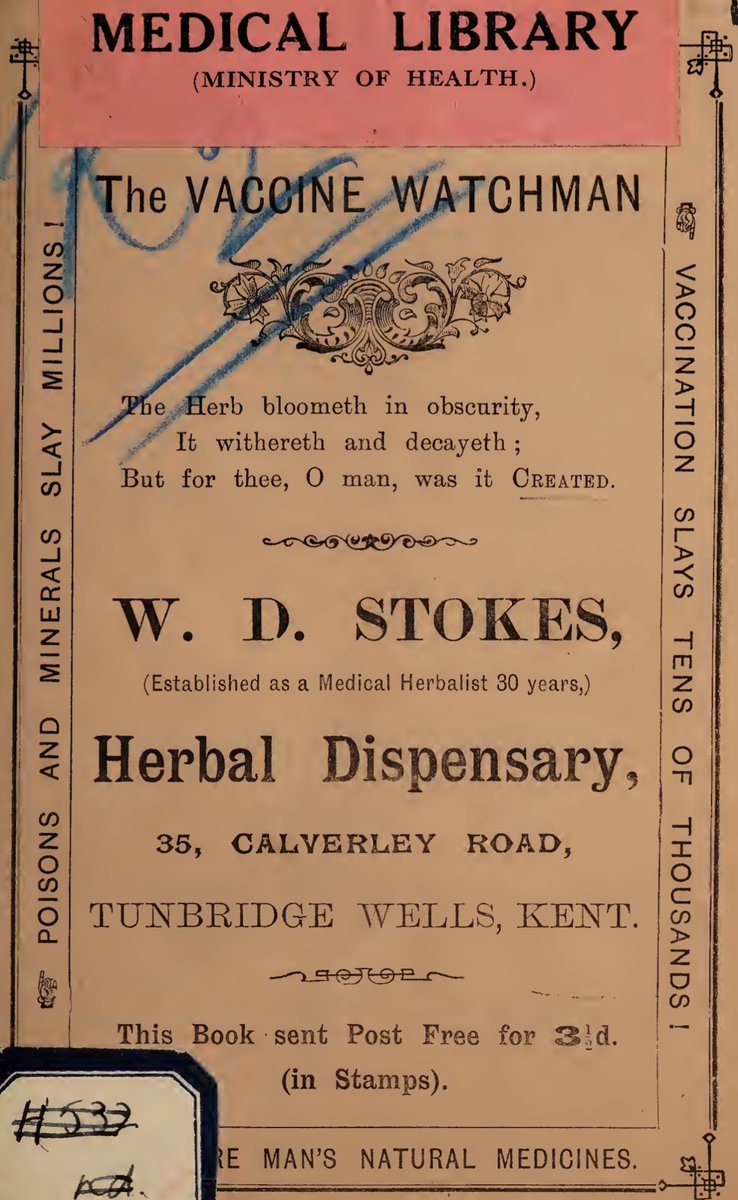 MEDICAL LIBRARY
(MINISTRY OF HEALTH.)
The VACCINE WATCHMAN
The Herb bloometh in obscurity,
It withereth and decayeth;
But for thee, O man, was it CREATED.
W. D. STOKES,
(Established as a Medical Herbalist 30 years,)
Herbal Dispensary,
35, CALVERLEY ROAD,
TUNBRIDGE WELLS, KENT.
This Book sent Post Free for 3½d.
(in Stamps).
POISONS AND MINERALS SLAY MILLIONS!
VACCINATION SLAYS TENS OF THOUSANDS!
MAN'S NATURAL MEDICINES.
#532